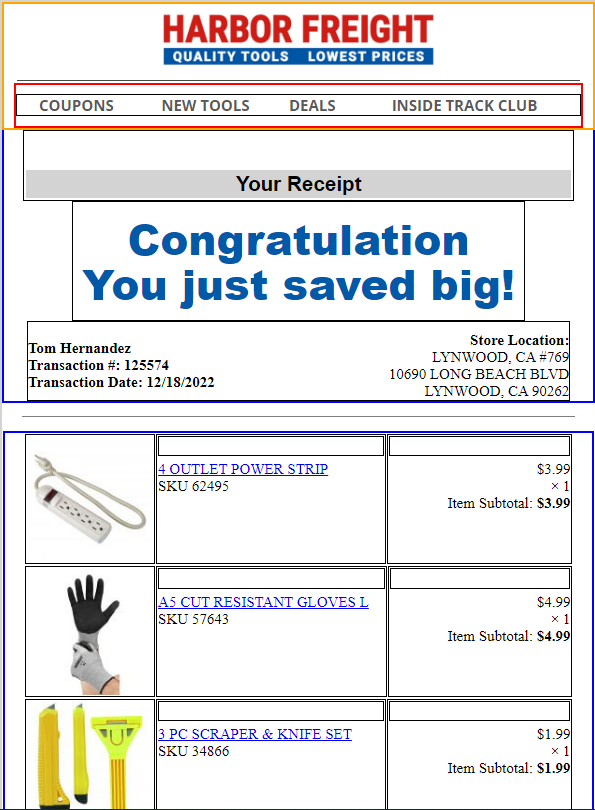 HARBOR FREIGHT
QUALITY TOOLS LOWEST PRICES
COUPONS NEW TOOLS DEALS INSIDE TRACK CLUB
Your Receipt
Congratulation
You just saved big!
Tom Hernandez
Transaction #: 125574
Transaction Date: 12/18/2022
Store Location:
LYNWOOD, CA #769
10690 LONG BEACH BLVD
LYNWOOD, CA 90262
4 OUTLET POWER STRIP
SKU 62495
$3.99
× 1
Item Subtotal: $3.99
A5 CUT RESISTANT GLOVES L
SKU 57643
$4.99
× 1
Item Subtotal: $4.99
3 PC SCRAPER & KNIFE SET
SKU 34866
$1.99
× 1
Item Subtotal: $1.99